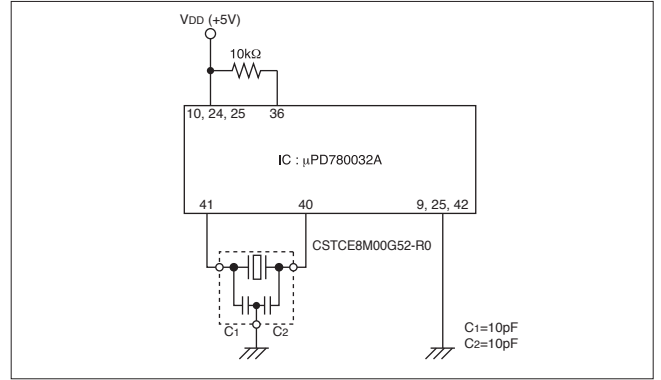 VDD (+5V)
10kΩ
10, 24, 25
36
IC : μPD780032A
41
40
9, 25, 42
CSTCE8M00G52-R0
C1
C2
C1=10pF
C2=10pF